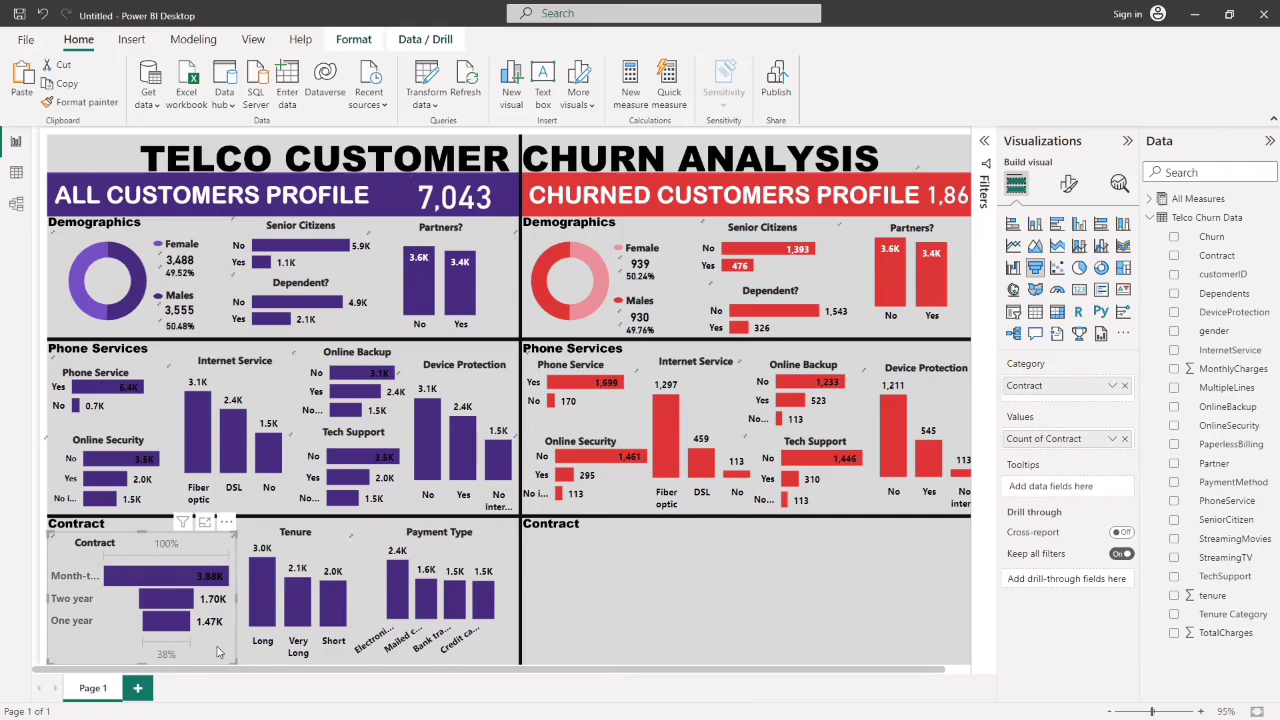 Untitled - Power BI Desktop
Search
Sign in
File
Home
Insert
Modeling
View
Help
Format
Data / Drill
Paste
Cut
Copy
Format painter
Get data
Excel workbook
Data hub
SQL Server
Enter data
Dataverse
Recent sources
Transform data
Refresh
New visual
Text box
More visuals
New measure
Quick measure
Sensitivity
Publish
Clipboard
Data
Queries
Insert
Calculations
Sensitivity
Share
TELCO CUSTOMER CHURN ANALYSIS
ALL CUSTOMERS PROFILE 7,043
Demographics
Female
3,488
49.52%
Males
3,555
50.48%
Senior Citizens
No 5.9K
Yes 1.1K
Dependent?
No 4.9K
Yes 2.1K
Partners?
3.6K 3.4K
No Yes
Phone Services
Phone Service
Yes 6.4K
No 0.7K
Online Security
No 3.5K
Yes 2.0K
No i... 1.5K
Internet Service
3.1K
2.4K
1.5K
Fiber optic
DSL
No
Online Backup
No 3.1K
Yes 2.4K
No... 1.5K
Tech Support
No 3.5K
Yes 2.0K
No... 1.5K
Device Protection
3.1K
2.4K
1.5K
No
Yes
No inter...
Contract
Contract
100%
Month-t... 3.88K
Two year 1.70K
One year 1.47K
38%
Tenure
3.0K
2.1K
2.0K
Long
Very Long
Short
Payment Type
2.4K
1.6K
1.5K
1.5K
Electroni...
Mailed c...
Bank tra...
Credit ca...
CHURNED CUSTOMERS PROFILE 1,86
Demographics
Female
939
50.24%
Males
930
49.76%
Senior Citizens
No 1,393
Yes 476
Dependent?
No 1,543
Yes 326
Partners?
3.6K 3.4K
No Yes
Phone Services
Phone Service
Yes 1,699
No 170
Online Security
No 1,461
Yes 295
No i... 113
Internet Service
1,297
459
113
Fiber optic
DSL
No
Online Backup
No 1,233
Yes 523
No... 113
Tech Support
No 1,446
Yes 310
No... 113
Device Protection
1,211
545
113
No
Yes
No inter
Contract
Filters
Visualizations
Build visual
Category
Contract
Values
Count of Contract
Tooltips
Add data fields here
Drill through
Cross-report
Off
Keep all filters
On
Add drill-through fields here
Data
Search
All Measures
Telco Churn Data
Churn
Contract
customerID
Dependents
DeviceProtection
gender
InternetService
MonthlyCharges
MultipleLines
OnlineBackup
OnlineSecurity
PaperlessBilling
Partner
PaymentMethod
PhoneService
SeniorCitizen
StreamingMovies
StreamingTV
TechSupport
tenure
Tenure Category
TotalCharges
Page 1
Page 1 of 1
95%